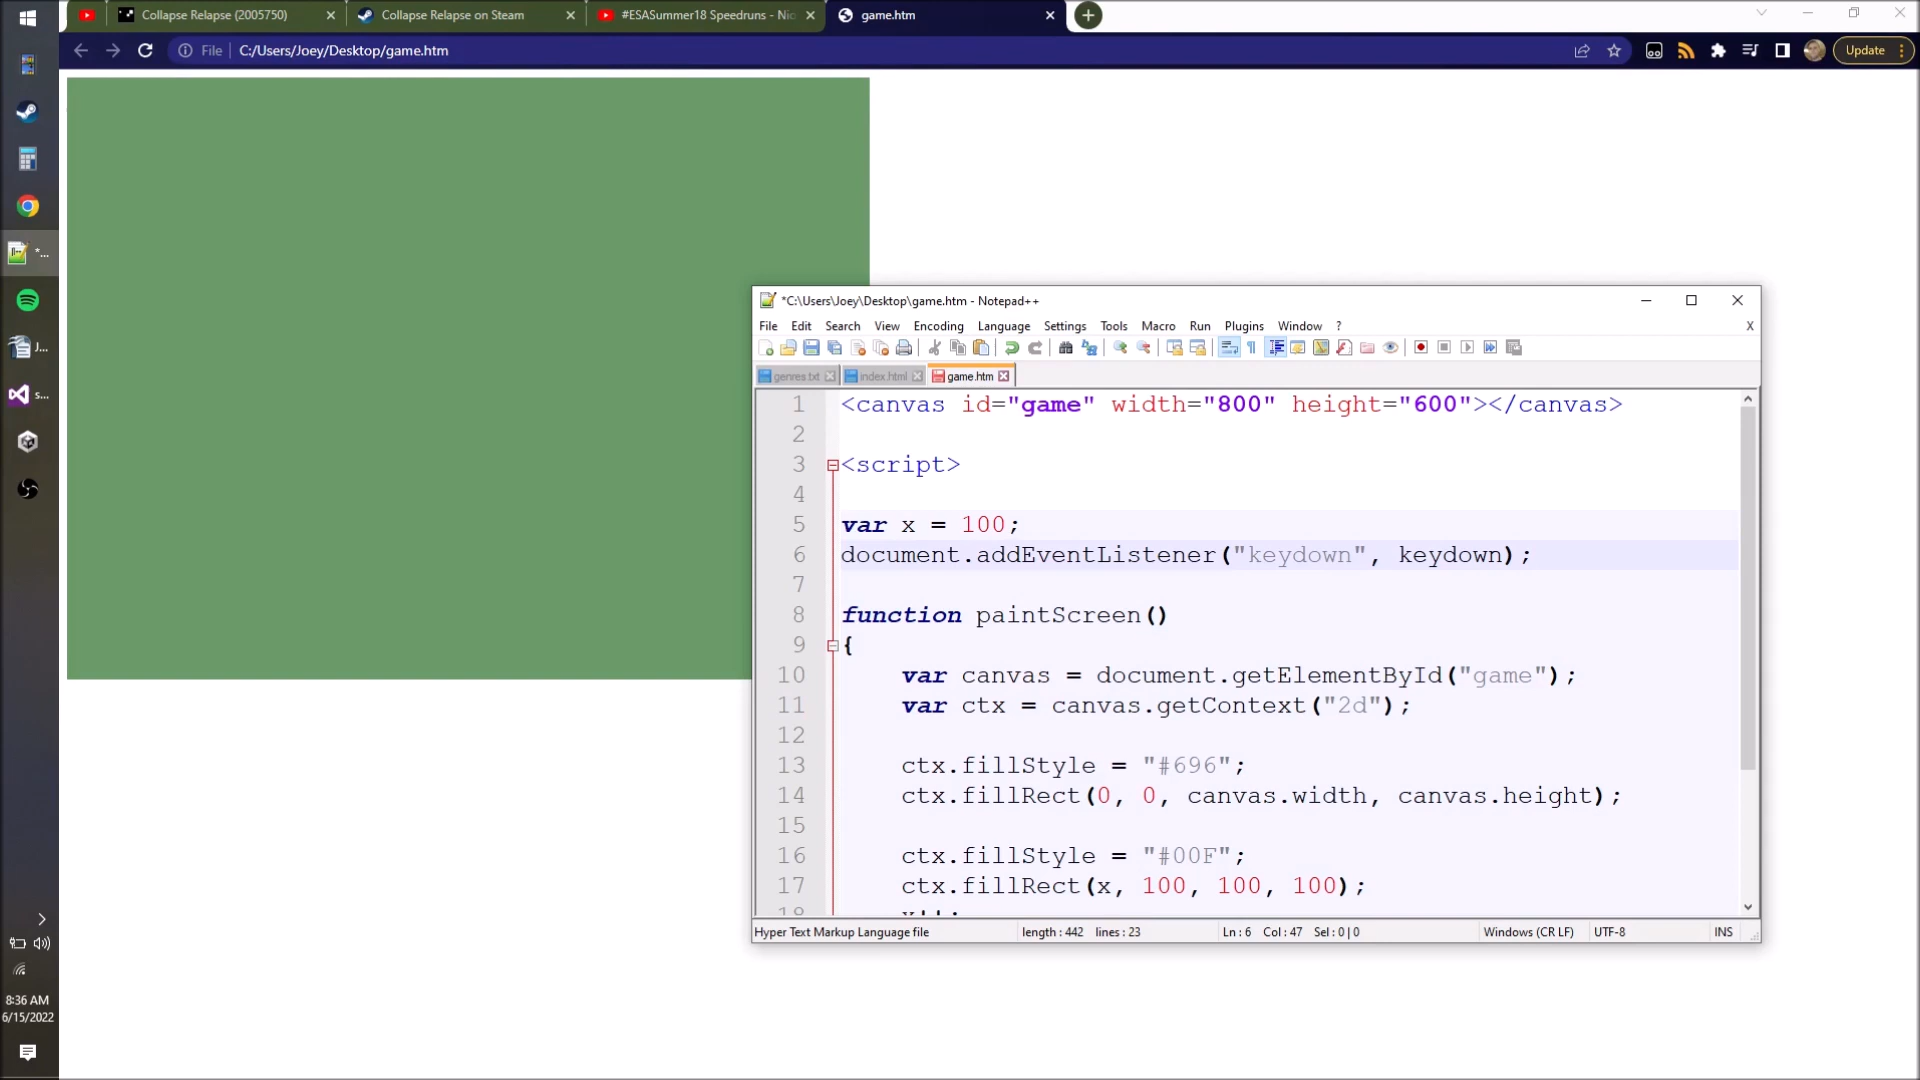 Collapse Relapse (2005750)
Collapse Relapse on Steam
#ESASummer18 Speedruns - Nic
game.htm
File
C:/Users/Joey/Desktop/game.htm
Update
*...
J...
s...
8:36 AM
6/15/2022
*C:\Users\Joey\Desktop\game.htm - Notepad++
File Edit Search View Encoding Language Settings Tools Macro Run Plugins Window ?
X
genres.txt
index.html
game.htm
1 <canvas id="game" width="800" height="600"></canvas>
2
3 <script>
4
5 var x = 100;
6 document.addEventListener("keydown", keydown);
7
8 function paintScreen()
9 {
10 var canvas = document.getElementById("game");
11 var ctx = canvas.getContext("2d");
12
13 ctx.fillStyle = "#696";
14 ctx.fillRect(0, 0, canvas.width, canvas.height);
15
16 ctx.fillStyle = "#00F";
17 ctx.fillRect(x, 100, 100, 100);
18 x++;
Hyper Text Markup Language file
length : 442 lines : 23
Ln : 6 Col : 47 Sel : 0 | 0
Windows (CR LF)
UTF-8
INS